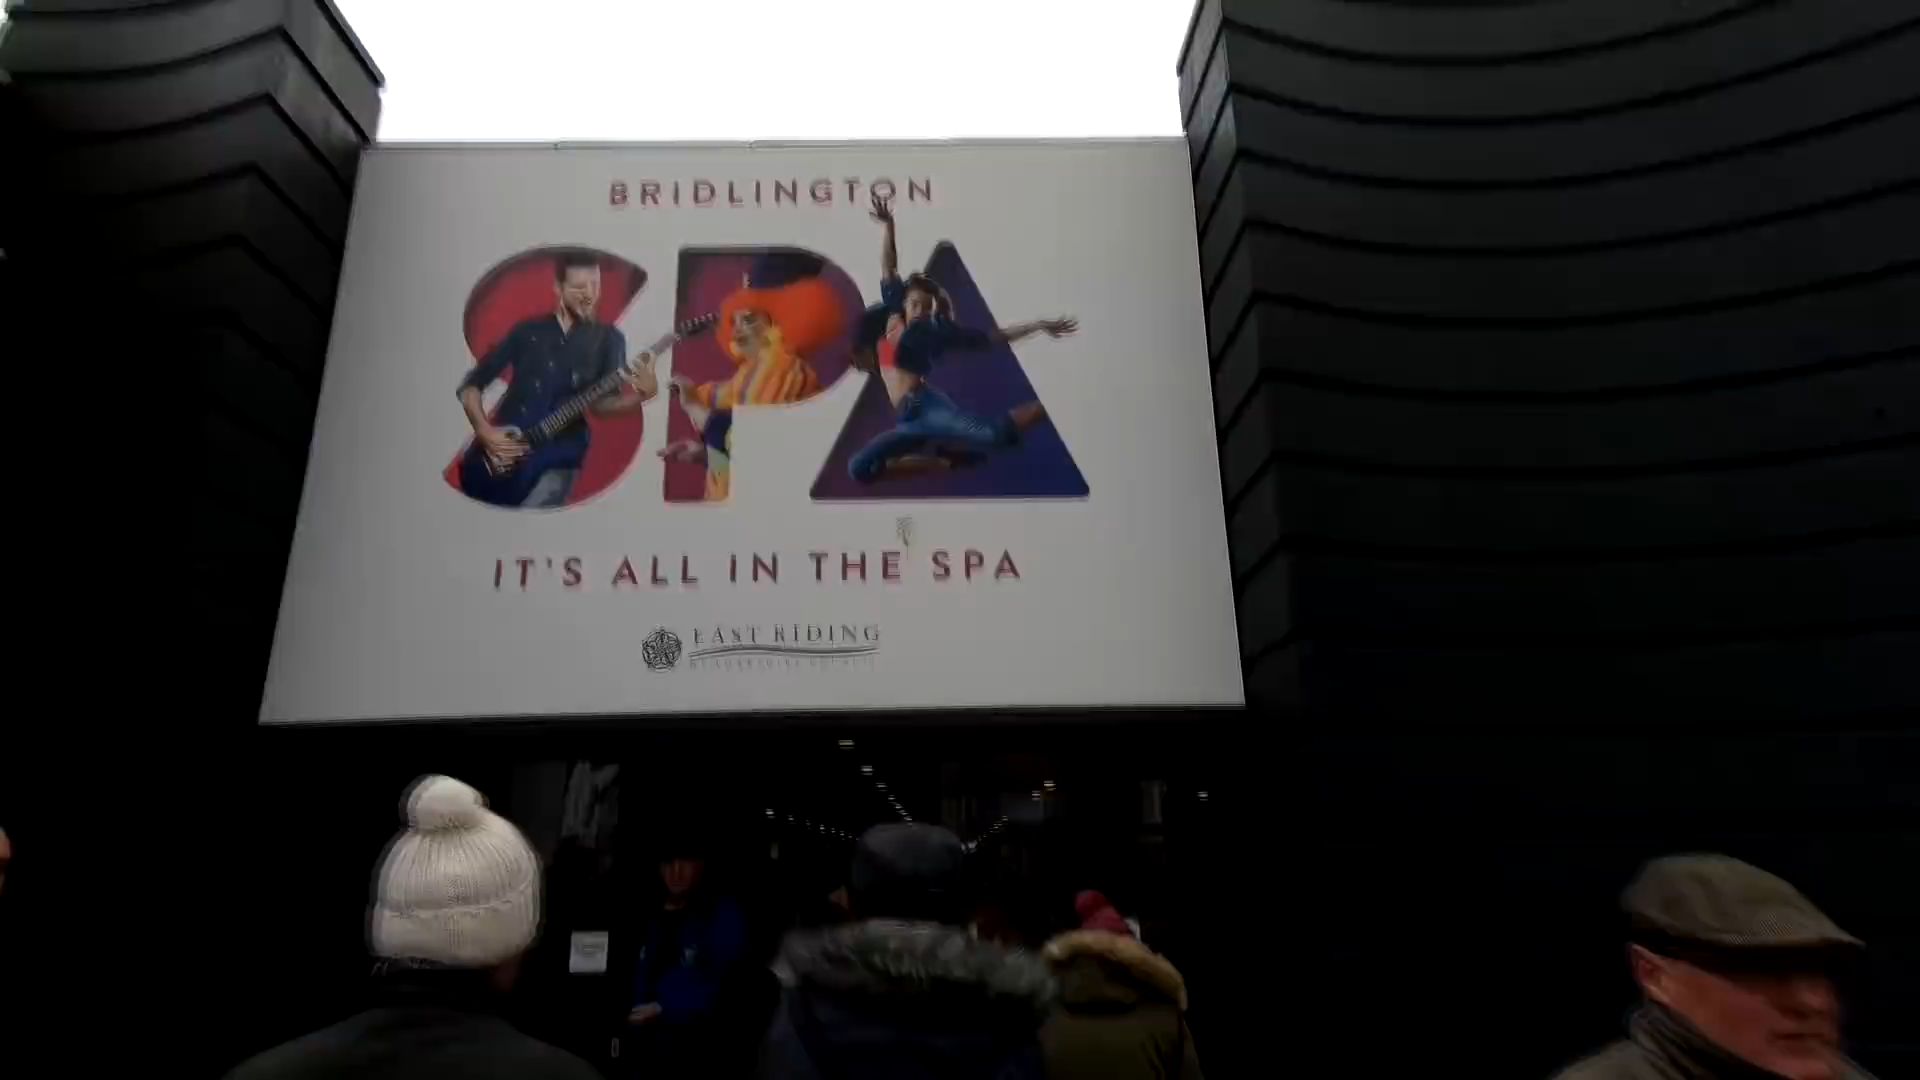 BRIDLINGTON
SPA
IT'S ALL IN THE SPA
EAST RIDING